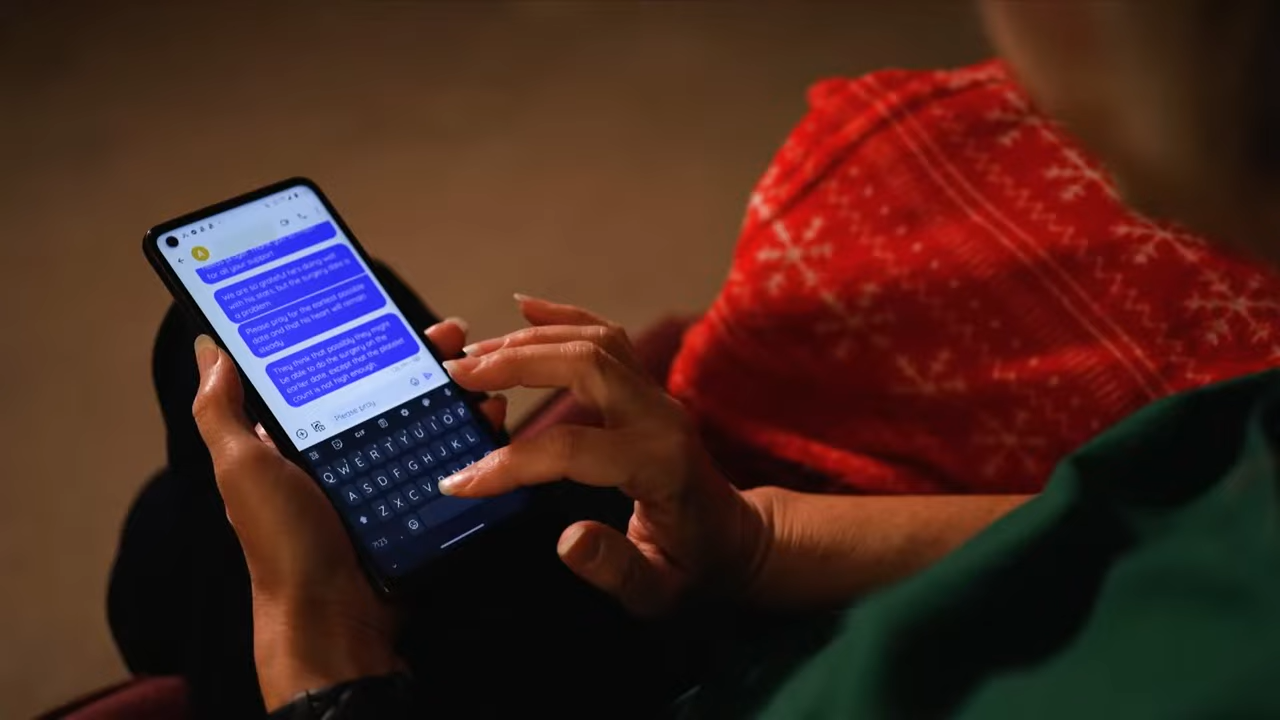 A
for all your support
We are so grateful he's doing well
with his stats, but the surgery date is
a problem
Please pray for the earliest possible
date and that his heart will remain
steady
They think that possibly they might
be able to do the surgery on the
earlier date. Except that the platelet
count is not high enough.
Please pray
GIF
Q W E R T Y U I O P
A S D F G H J K L
Z X C V B N M
?123